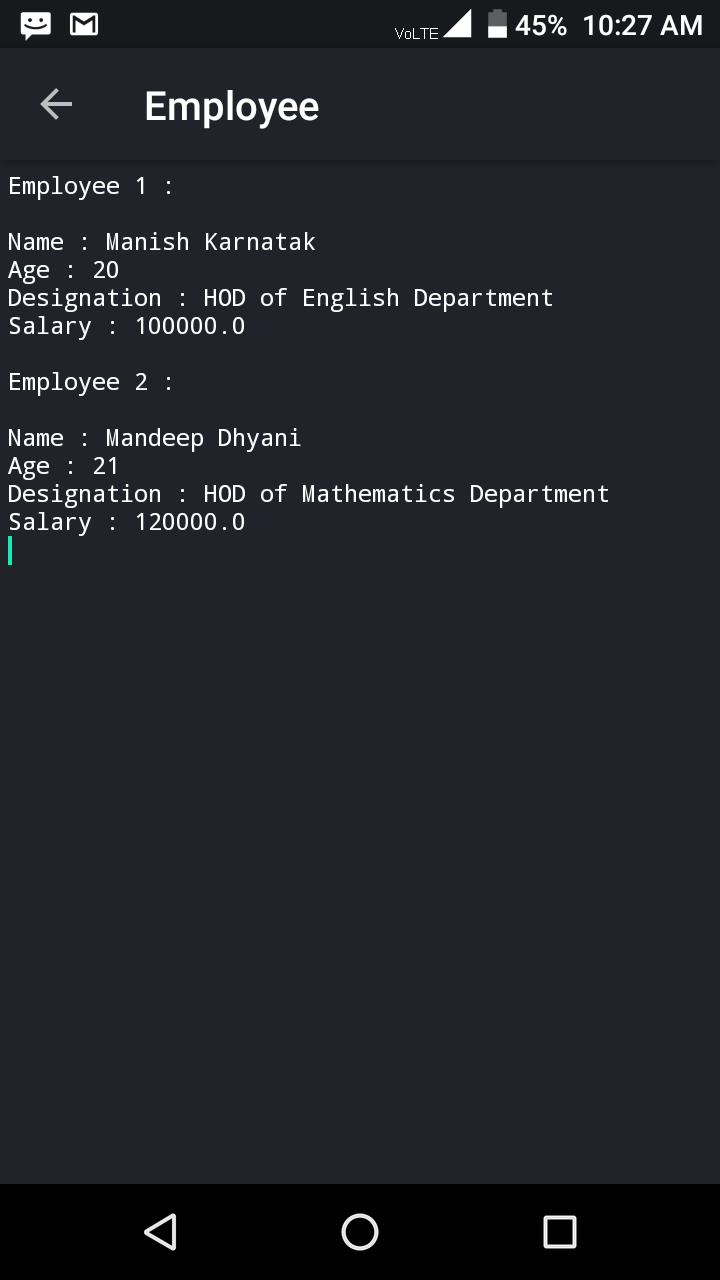 VoLTE 45% 10:27 AM
Employee
Employee 1 :
Name : Manish Karnatak
Age : 20
Designation : HOD of English Department
Salary : 100000.0
Employee 2 :
Name : Mandeep Dhyani
Age : 21
Designation : HOD of Mathematics Department
Salary : 120000.0